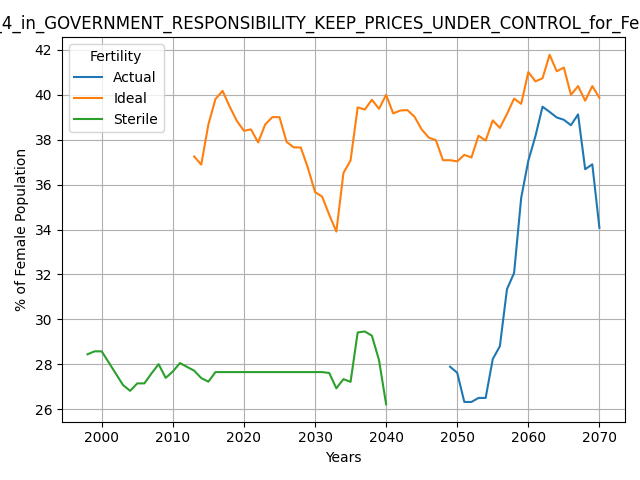 _4_in_GOVERNMENT_RESPONSIBILITY_KEEP_PRICES_UNDER_CONTROL_for_Fe
Fertility
Actual
Ideal
Sterile
% of Female Population
42
40
38
36
34
32
30
28
26
2000 2010 2020 2030 2040 2050 2060 2070
Years